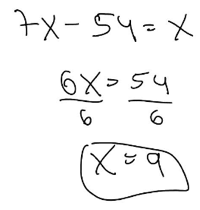 7x - 54 = x
6x = 54
6 6
x = 9